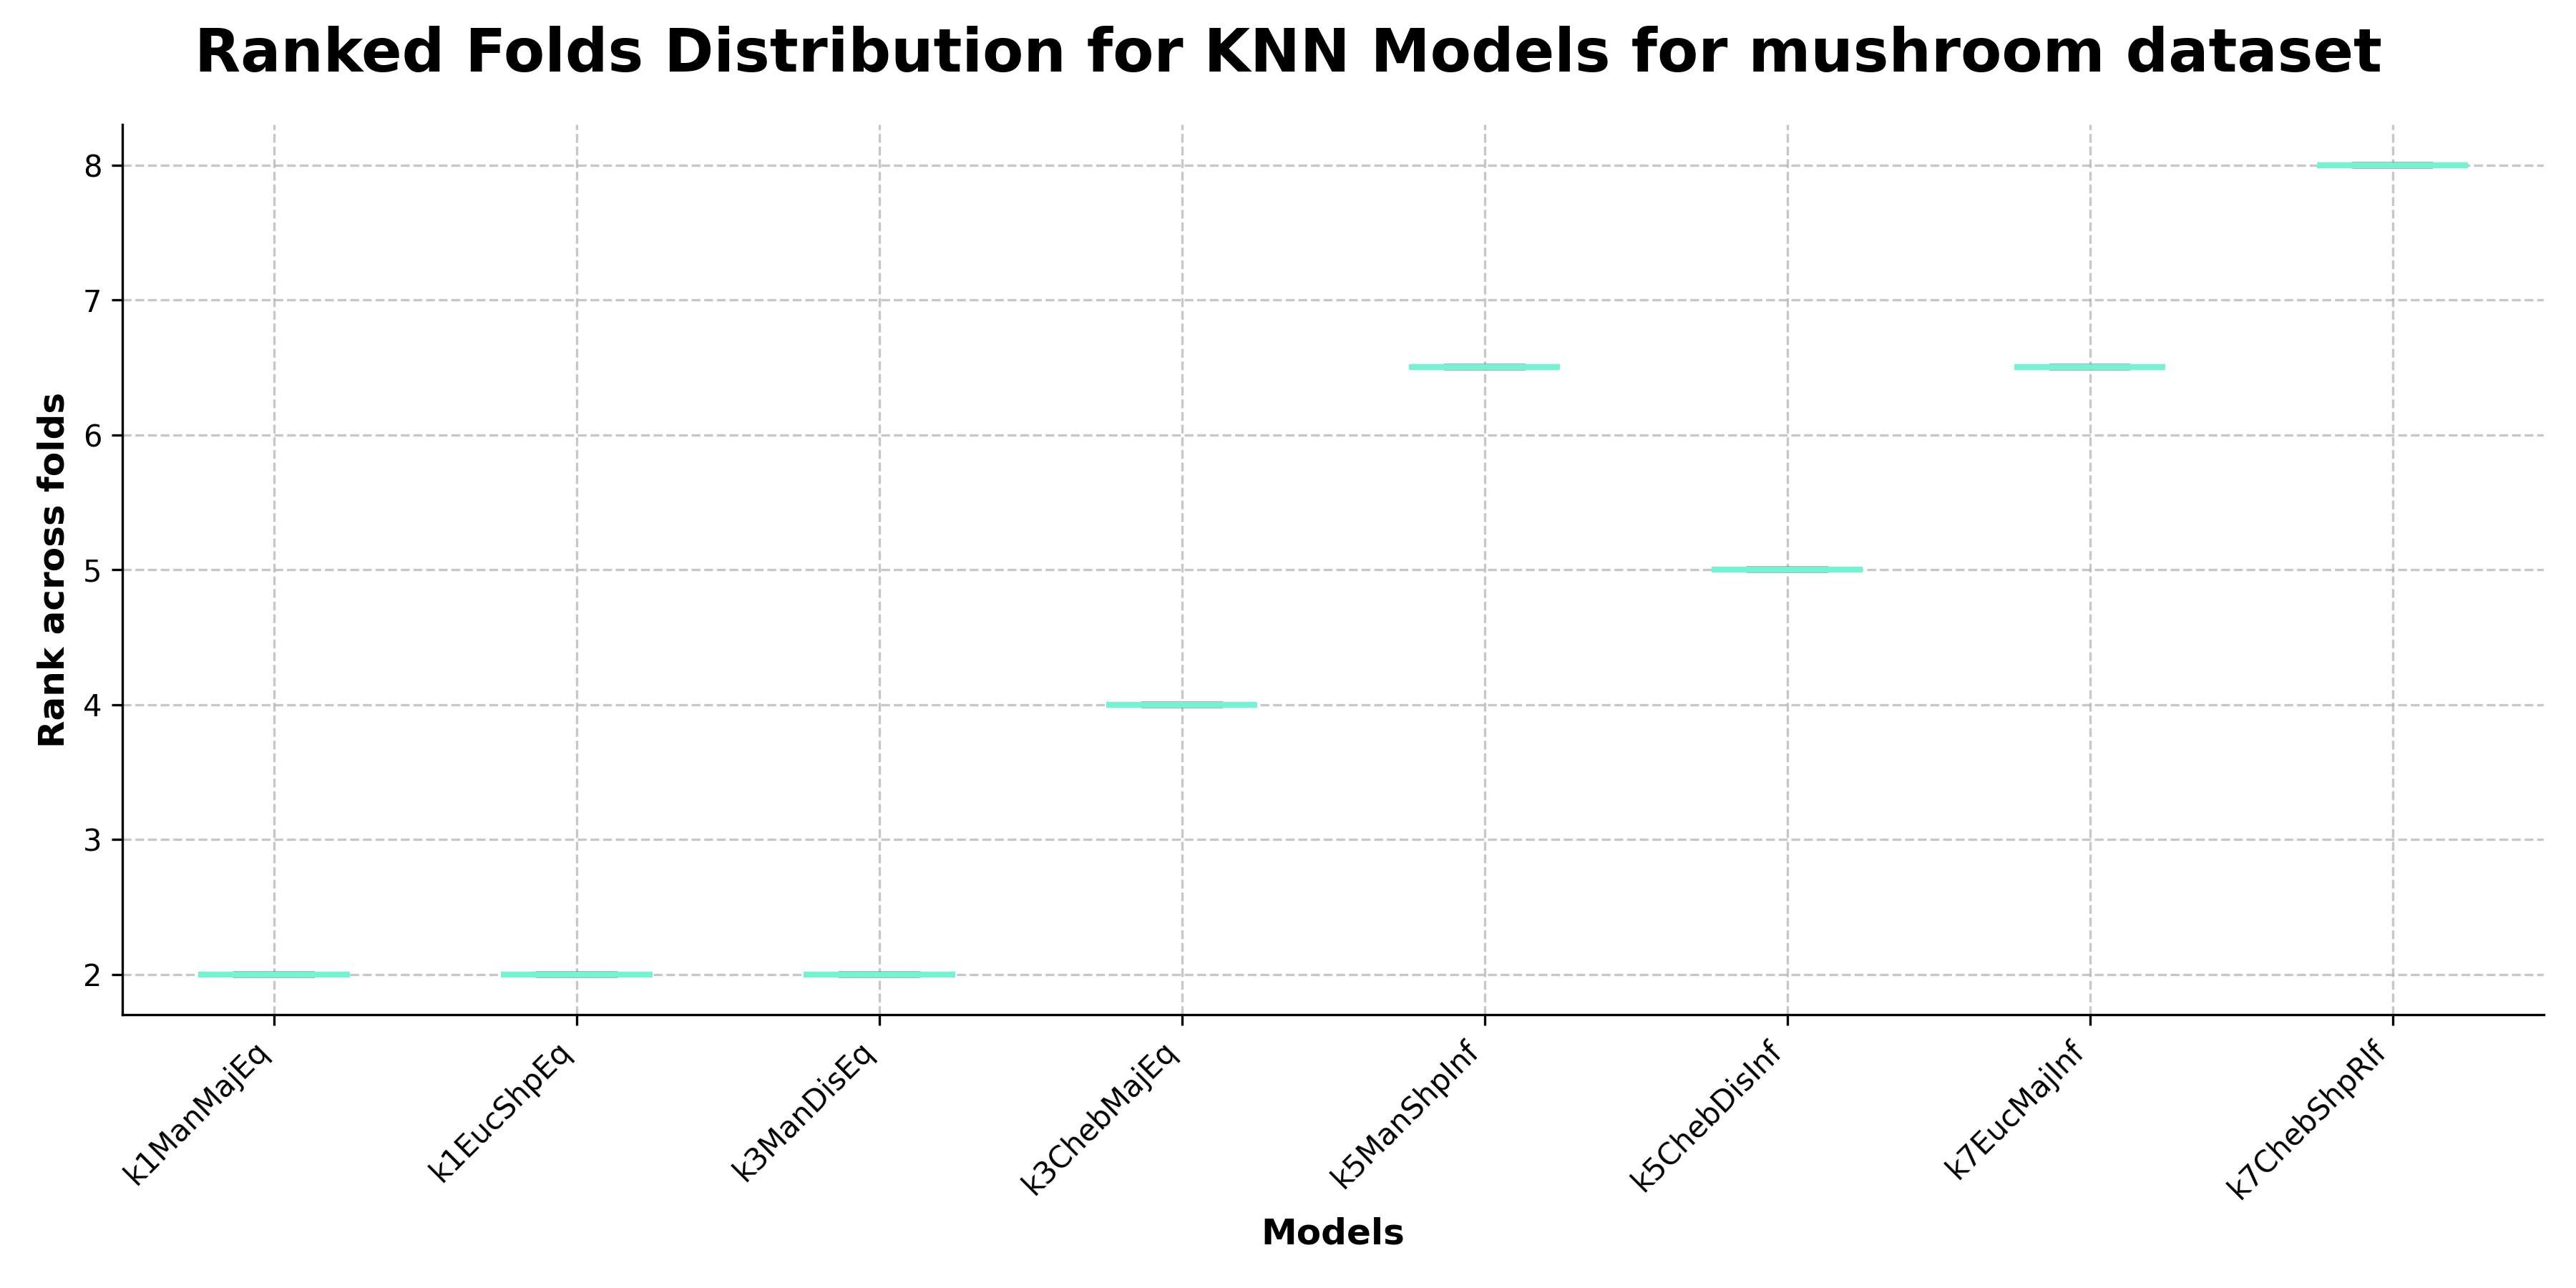 Ranked Folds Distribution for KNN Models for mushroom dataset
Rank across folds
8
7
6
5
4
3
2
k1ManMajEq
k1EucShpEq
k3ManDisEq
k3ChebMajEq
k5ManShpInf
k5ChebDisInf
k7EucMajInf
k7ChebShpRlf
Models